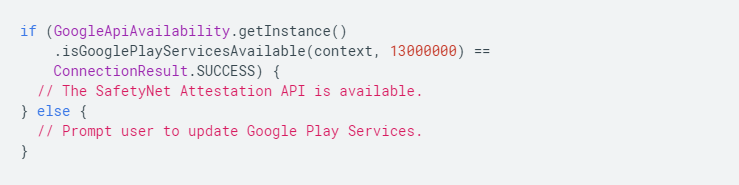 if (GoogleApiAvailability.getInstance()
    .isGooglePlayServicesAvailable(context, 13000000) ==
    ConnectionResult.SUCCESS) {
  // The SafetyNet Attestation API is available.
} else {
  // Prompt user to update Google Play Services.
}